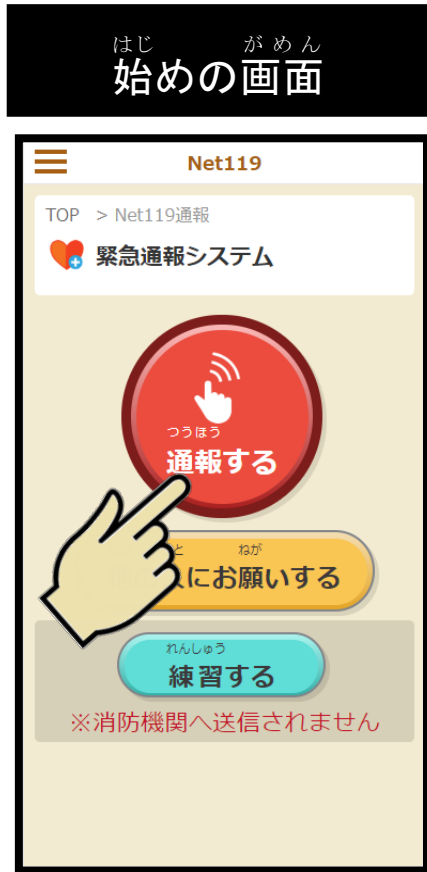 はじ がめん
始めの画面
Net119
TOP > Net119通報
緊急通報システム
つうほう
通報する
と ねが
にお願いする
れんしゅう
練習する
※消防機関へ送信されません